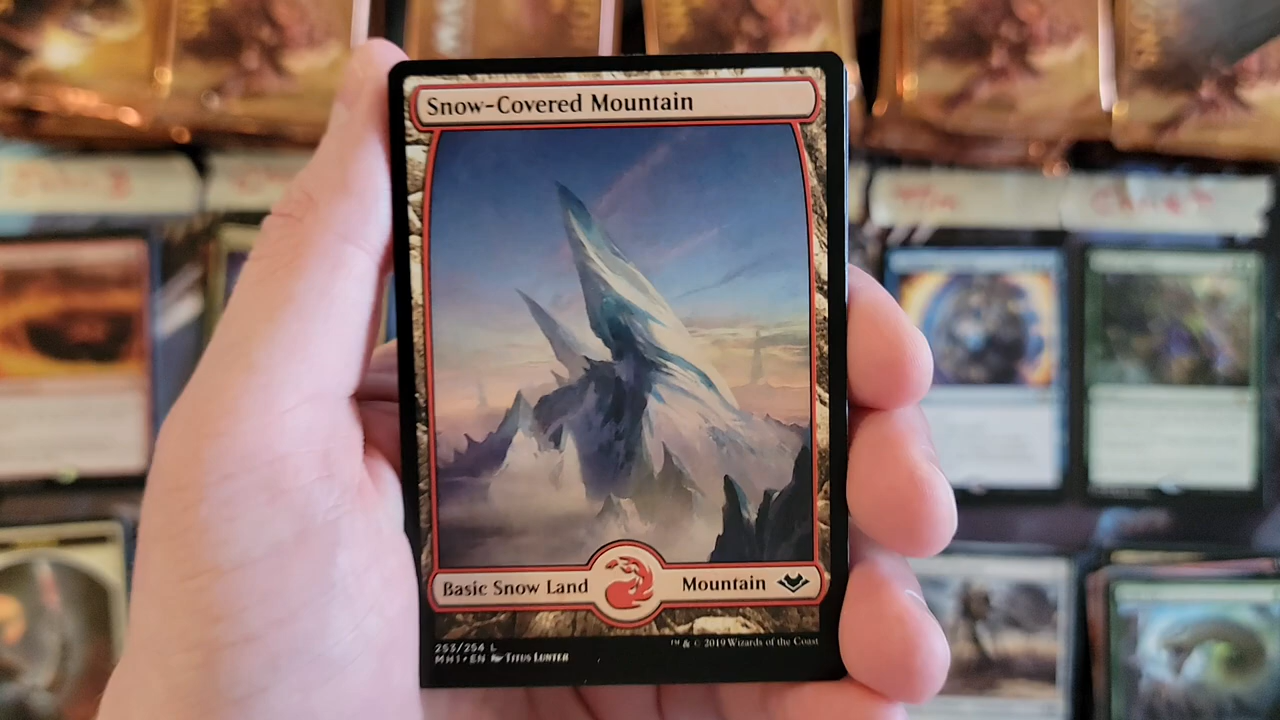 Snow-Covered Mountain
Basic Snow Land
Mountain
253/254 L
MH1 • EN Titus Lunter
™ & © 2019 Wizards of the Coast